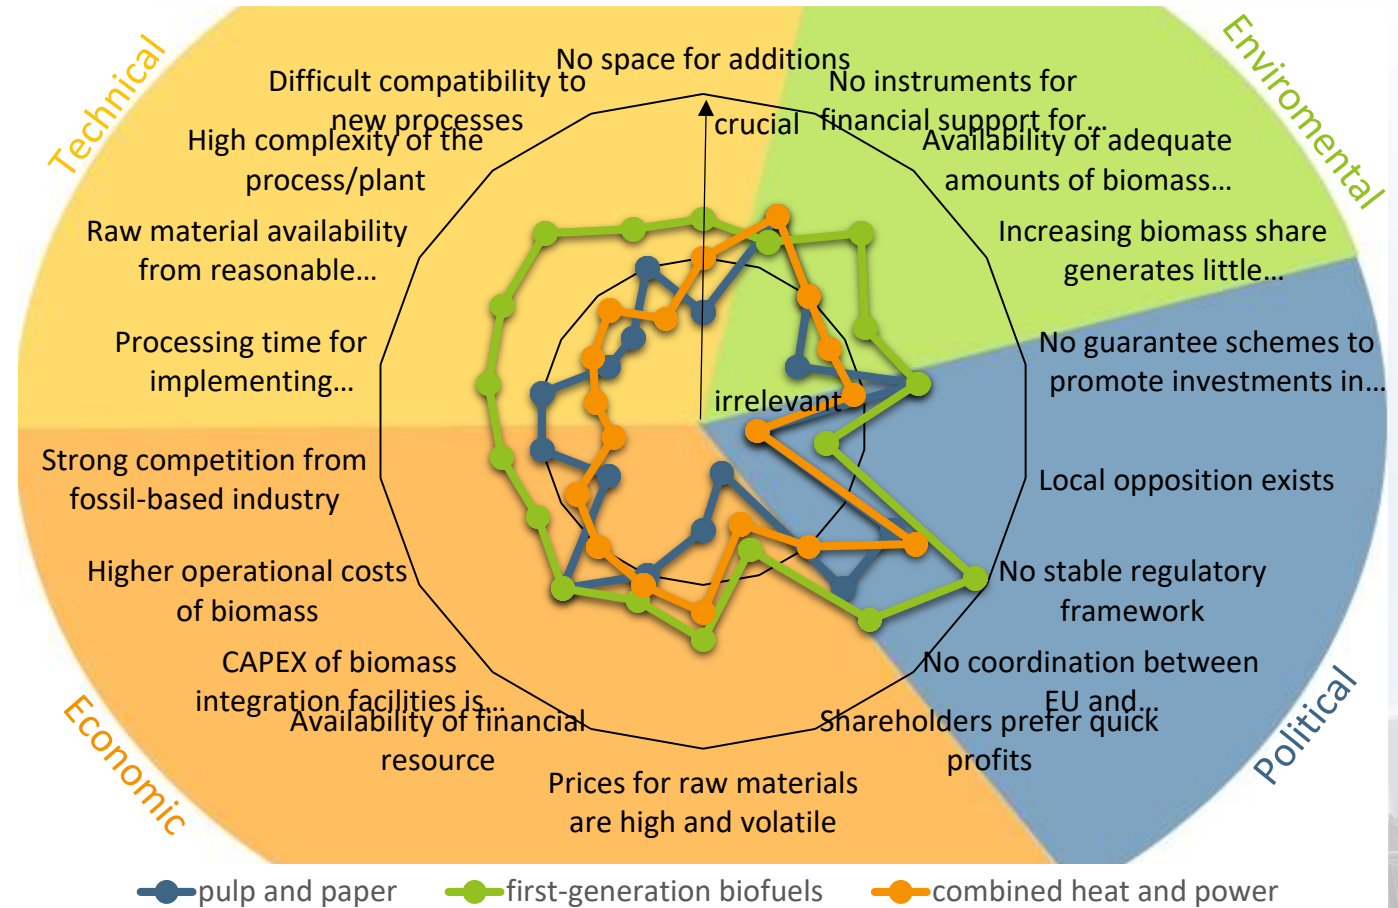 Technical
Enviromental
No space for additions
Difficult compatibility to
new processes
No instruments for
financial support for...
crucial
High complexity of the
process/plant
Availability of adequate
amounts of biomass...
Raw material availability
from reasonable...
Increasing biomass share
generates little...
Processing time for
implementing...
No guarantee schemes to
promote investments in...
irrelevant
Strong competition from
fossil-based industry
Local opposition exists
Higher operational costs
of biomass
No stable regulatory
framework
CAPEX of biomass
integration facilities is...
No coordination between
EU and...
Availability of financial
resource
Shareholders prefer quick
profits
Economic
Political
Prices for raw materials
are high and volatile
pulp and paper
first-generation biofuels
combined heat and power